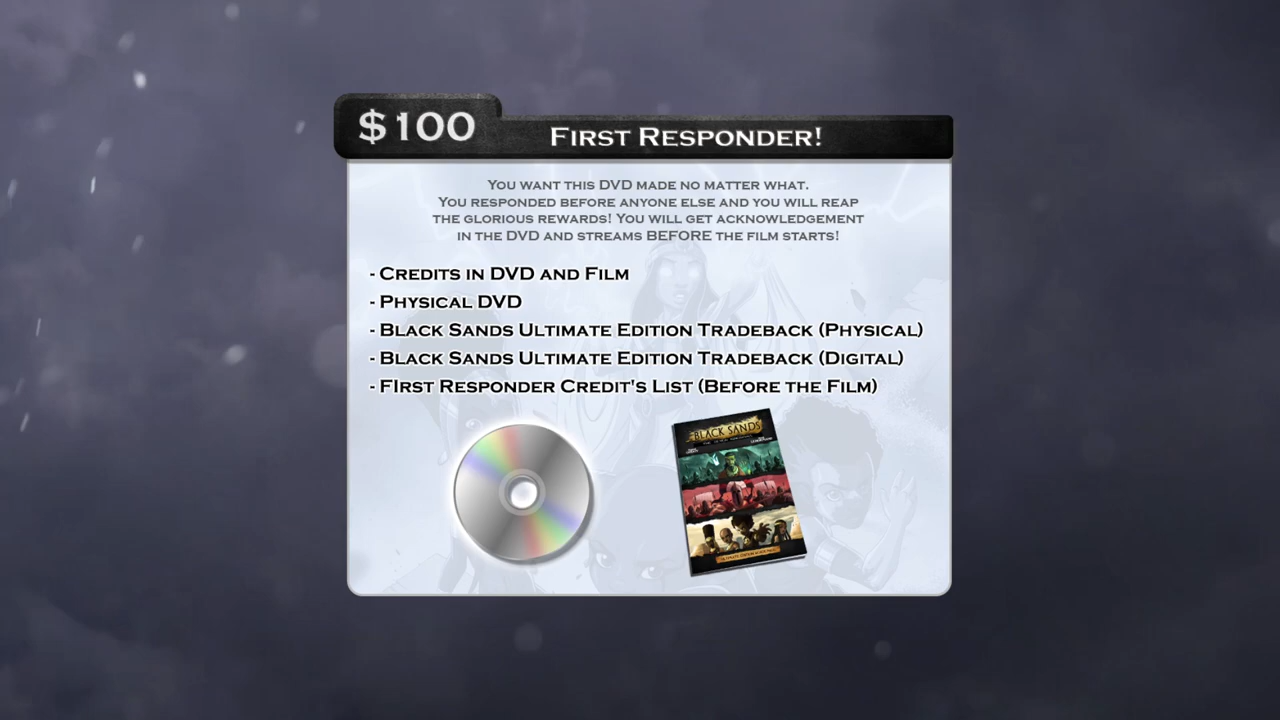 $100
First Responder!
You want this DVD made no matter what.
You responded before anyone else and you will reap
the glorious rewards! You will get acknowledgement
in the DVD and streams BEFORE the film starts!
- Credits in DVD and Film
- Physical DVD
- Black Sands Ultimate Edition Tradeback (Physical)
- Black Sands Ultimate Edition Tradeback (Digital)
- FIrst Responder Credit's List (Before the Film)
BLACK SANDS